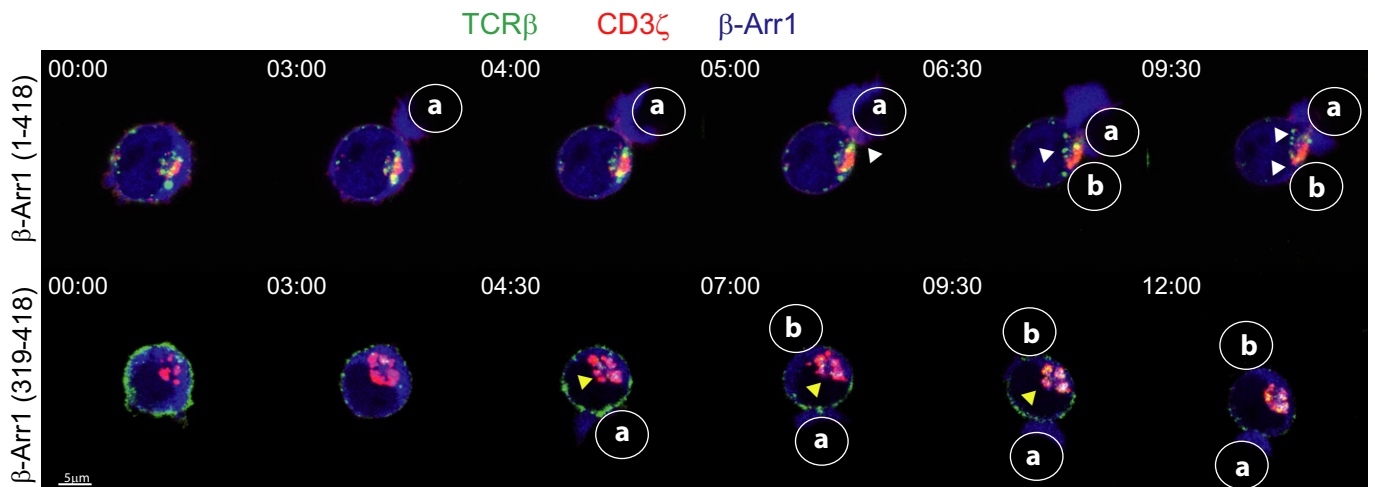 TCRβ CD3ζ β-Arr1
β-Arr1 (1-418)
00:00 03:00 04:00 05:00 06:30 09:30
a a a a a
b b
β-Arr1 (319-418)
00:00 03:00 04:30 07:00 09:30 12:00
b b b
a a a a
5μm